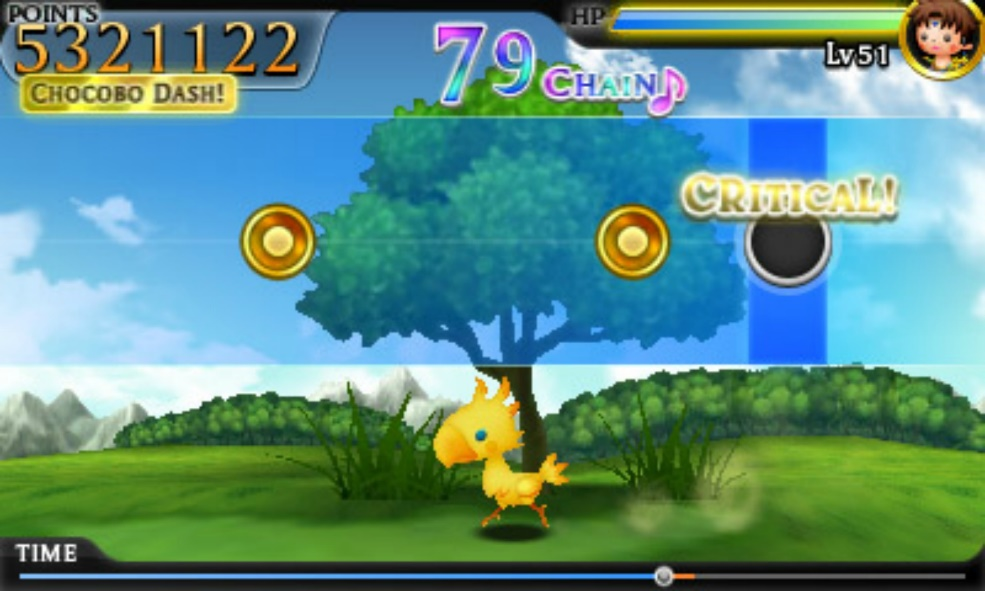 POINTS
5321122
CHOCOBO DASH!
79 CHAIN
HP
Lv51
CRITICAL!
TIME